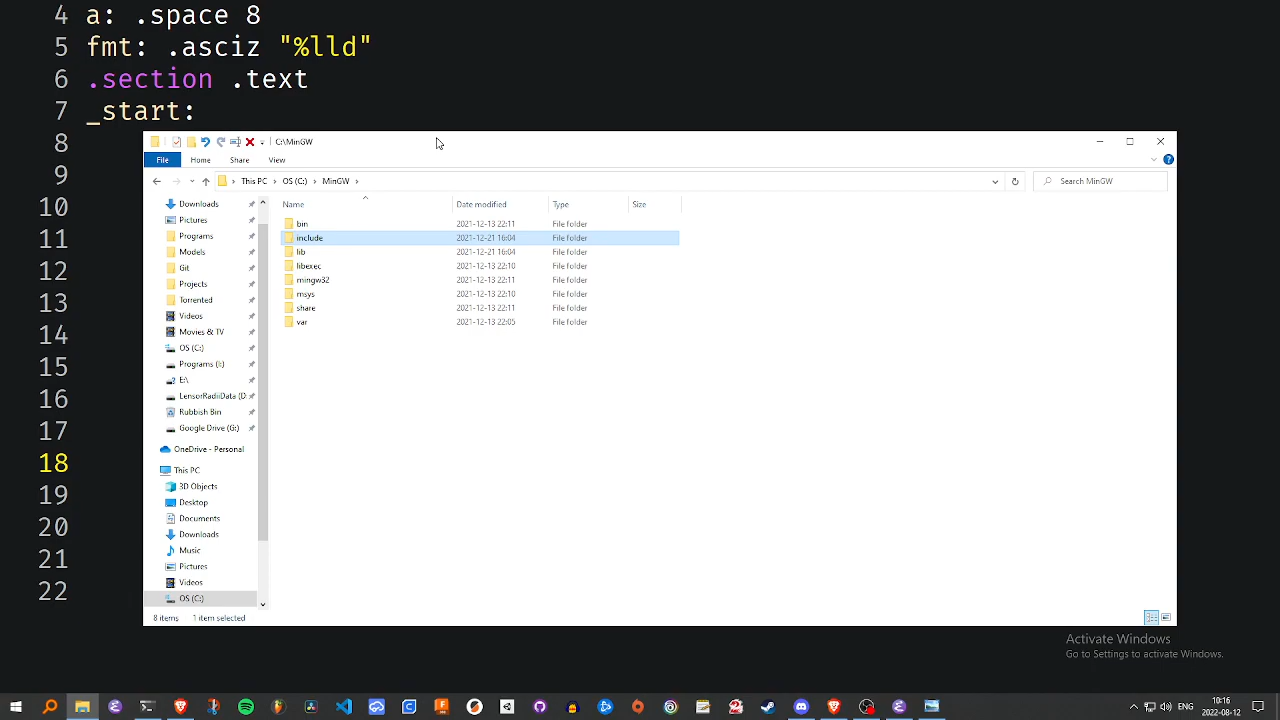 4 a: .space 8
5 fmt: .asciz "%lld"
6 .section .text
7 _start:
8
9
10
11
12
13
14
15
16
17
18
19
20
21
22
C:\MinGW
File Home Share View
This PC > OS (C:) > MinGW >
Search MinGW
Name Date modified Type Size
bin 2021-12-13 22:11 File folder
include 2021-12-21 16:04 File folder
lib 2021-12-21 16:04 File folder
libexec 2021-12-13 22:10 File folder
mingw32 2021-12-13 22:11 File folder
msys 2021-12-13 22:10 File folder
share 2021-12-13 22:11 File folder
var 2021-12-13 22:05 File folder
Downloads
Pictures
Programs
Models
Git
Projects
Torrented
Videos
Movies & TV
OS (C:)
Programs (I:)
E:\
LensorRadiiData (D:
Rubbish Bin
Google Drive (G:)
OneDrive - Personal
This PC
3D Objects
Desktop
Documents
Downloads
Music
Pictures
Videos
OS (C:)
8 items 1 item selected
Activate Windows
Go to Settings to activate Windows.
ENG
10:16
2022-08-12